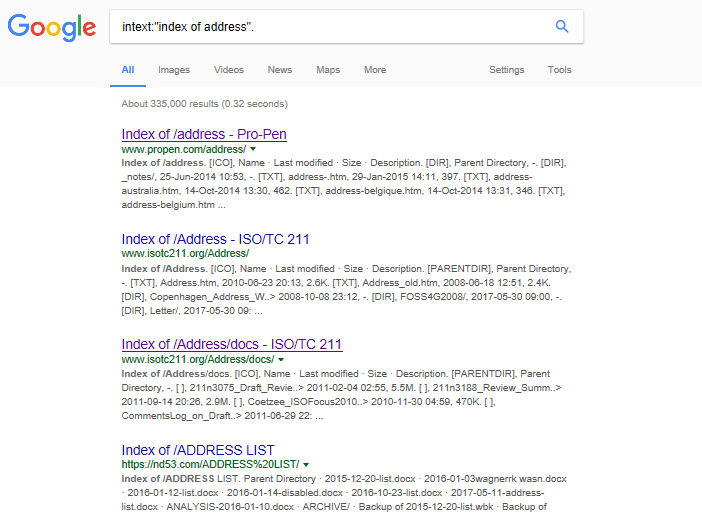 Google
intext:"index of address".
All Images Videos News Maps More Settings Tools
About 335,000 results (0.32 seconds)
Index of /address - Pro-Pen
www.propen.com/address/
Index of /address. [ICO], Name · Last modified · Size · Description. [DIR], Parent Directory, -. [DIR],
_notes/, 25-Jun-2014 10:53, -. [TXT], address-.htm, 29-Jan-2015 14:11, 397. [TXT], address-
australia.htm, 14-Oct-2014 13:30, 462. [TXT], address-belgique.htm, 14-Oct-2014 13:31, 346. [TXT],
address-belgium.htm ...
Index of /Address - ISO/TC 211
www.isotc211.org/Address/
Index of /Address. [ICO], Name · Last modified · Size · Description. [PARENTDIR], Parent Directory,
-. [TXT], Address.htm, 2010-06-23 20:13, 2.6K. [TXT], Address_old.htm, 2008-06-18 12:51, 2.4K.
[DIR], Copenhagen_Address_W..> 2008-10-08 23:12, -. [DIR], FOSS4G2008/, 2017-05-30 09:00, -.
[DIR], Letter/, 2017-05-30 09: ...
Index of /Address/docs - ISO/TC 211
www.isotc211.org/Address/docs/
Index of /Address/docs. [ICO], Name · Last modified · Size · Description. [PARENTDIR], Parent
Directory, -. [ ], 211n3075_Draft_Revie..> 2011-02-04 02:55, 5.5M. [ ], 211n3188_Review_Summ..>
2011-09-14 20:26, 2.9M. [ ], Coetzee_ISOFocus2010..> 2010-11-30 04:59, 470K. [ ],
CommentsLog_on_Draft..> 2011-06-29 22: ...
Index of /ADDRESS LIST
https://nd53.com/ADDRESS%20LIST/
Index of /ADDRESS LIST. Parent Directory · 2015-12-20-list.docx · 2016-01-03wagnerrk wasn.docx
· 2016-01-12-list.docx · 2016-01-14-disabled.docx · 2016-10-23-list.docx · 2017-05-11-address-
list.docx · ANALYSIS-2016-01-10.docx · ARCHIVE/ · Backup of 2015-12-20-list.wbk · Backup of